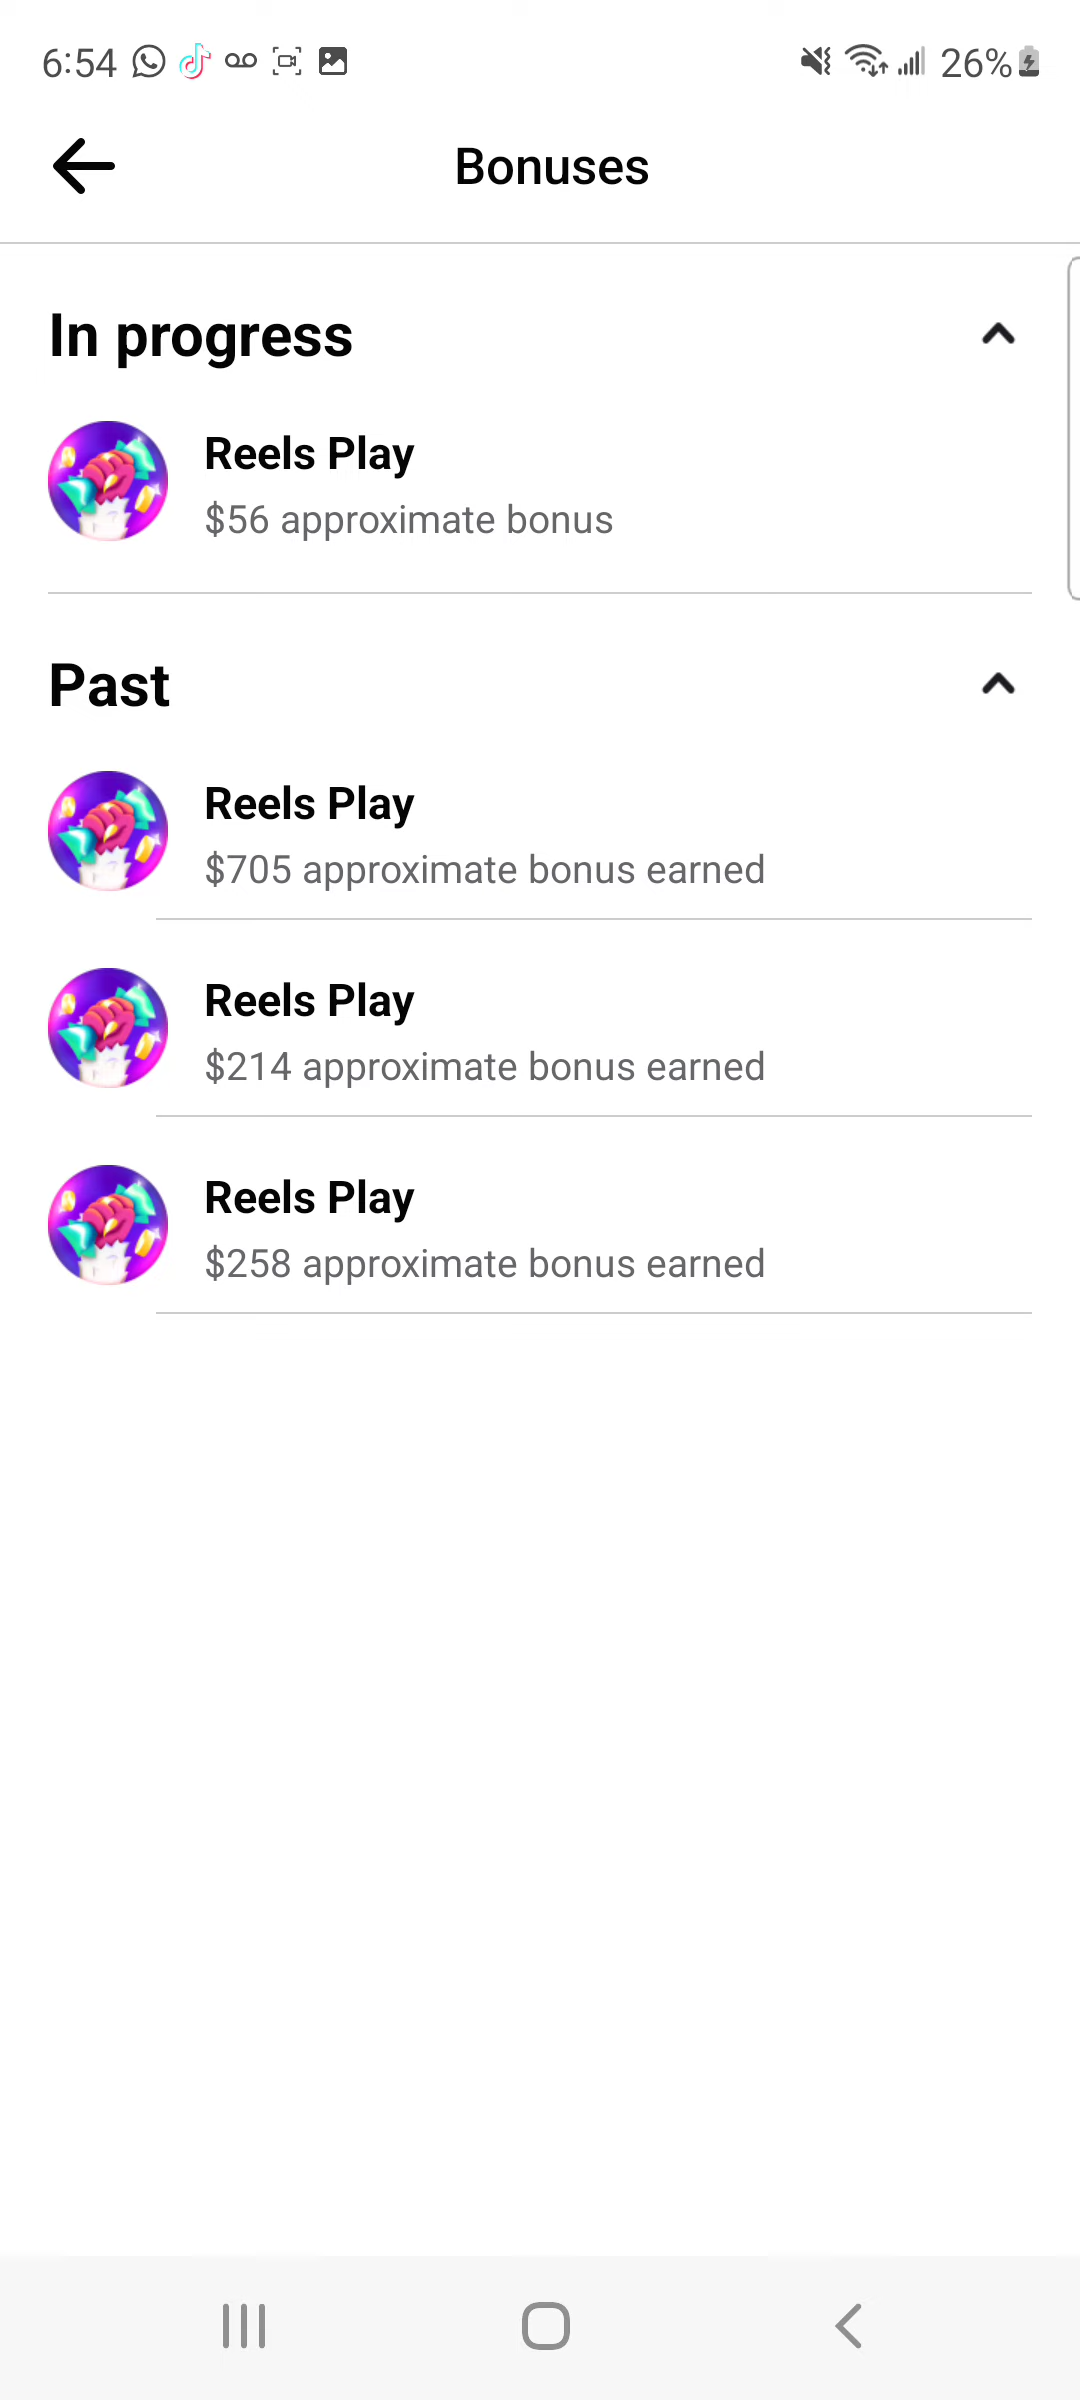 6:54
26%
Bonuses
In progress
Reels Play
$56 approximate bonus
Past
Reels Play
$705 approximate bonus earned
Reels Play
$214 approximate bonus earned
Reels Play
$258 approximate bonus earned